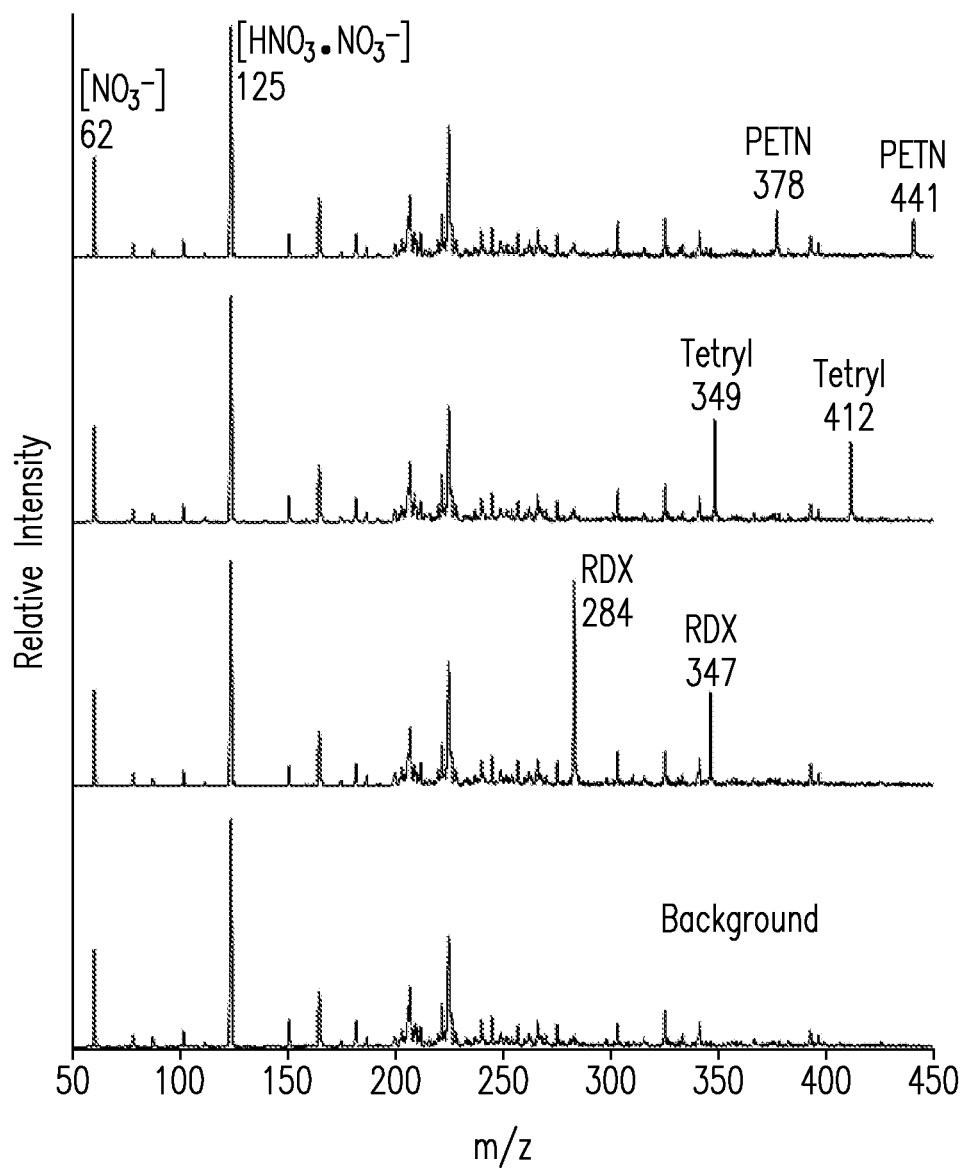 [NO₃⁻]
62
[HNO₃•NO₃⁻]
125
PETN
378
PETN
441
Tetryl
349
Tetryl
412
RDX
284
RDX
347
Background
Relative Intensity
50 100 150 200 250 300 350 400 450
m/z